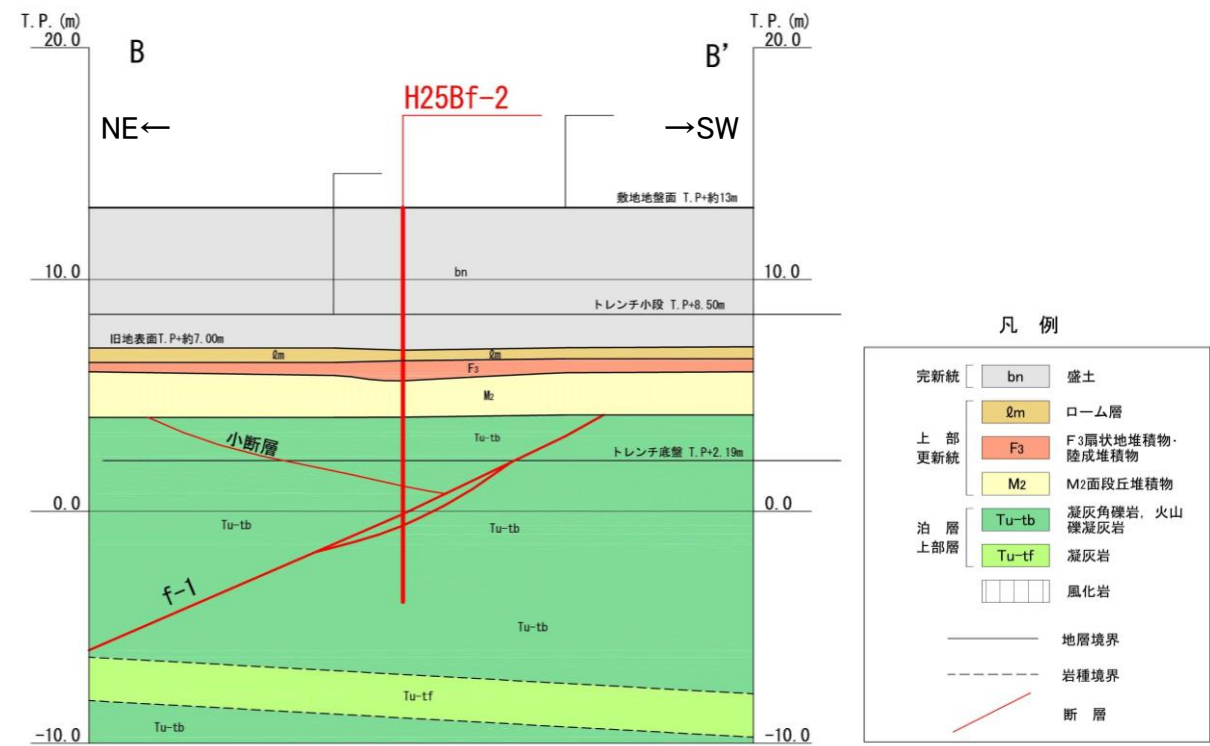 T.P.(m)
T.P.(m)
20.0
20.0
B
B’
H25Bf-2
NE←
→SW
敷地地盤面 T.P+約13m
10.0
10.0
bn
トレンチ小段 T.P+8.50m
旧地表面T.P+約7.00m
ℓm
ℓm
F3
M2
小断層
Tu-tb
トレンチ底盤 T.P+2.19m
0.0
0.0
Tu-tb
Tu-tb
f-1
Tu-tb
Tu-tf
Tu-tb
-10.0
-10.0
凡 例
完新統
bn
盛土
上 部
更新統
ℓm
ローム層
F3
F3扇状地堆積物・
陸成堆積物
M2
M2面段丘堆積物
泊 層
上部層
Tu-tb
凝灰角礫岩，火山
礫凝灰岩
Tu-tf
凝灰岩
風化岩
地層境界
岩種境界
断 層